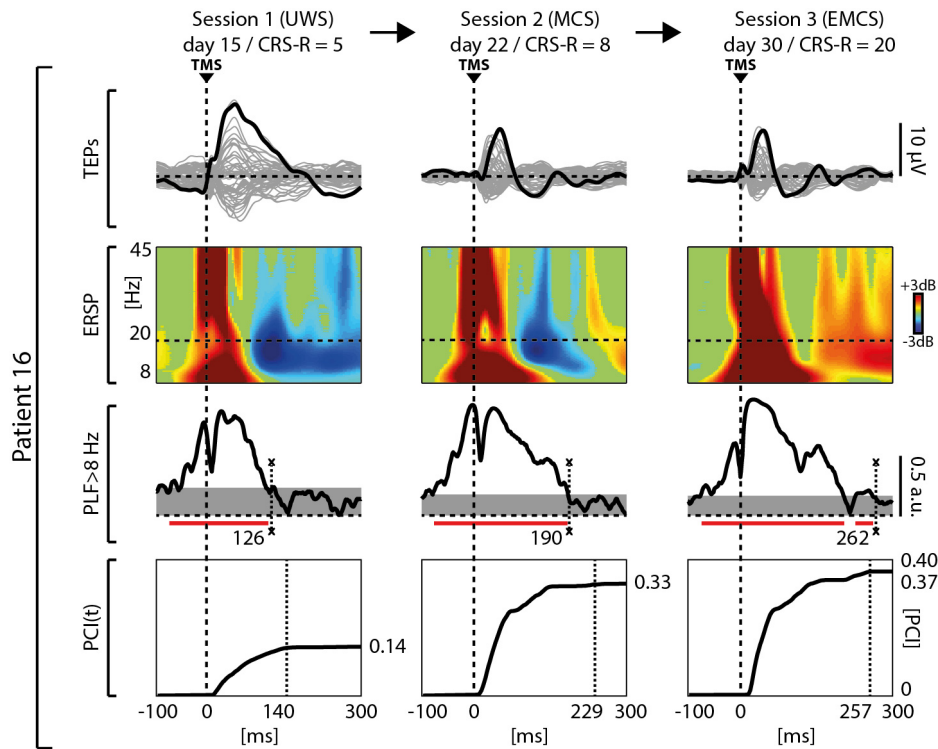 Session 1 (UWS)
day 15 / CRS-R = 5
Session 2 (MCS)
day 22 / CRS-R = 8
Session 3 (EMCS)
day 30 / CRS-R = 20
TMS
TMS
TMS
Patient 16
TEPs
10 µV
ERSP
[Hz]
45
20
8
+3dB
-3dB
PLF>8 Hz
126
190
262
0.5 a.u.
PCI(t)
0.14
0.33
0.40
0.37
[PCI]
0
-100 0 140 300
[ms]
-100 0 229 300
[ms]
-100 0 257 300
[ms]